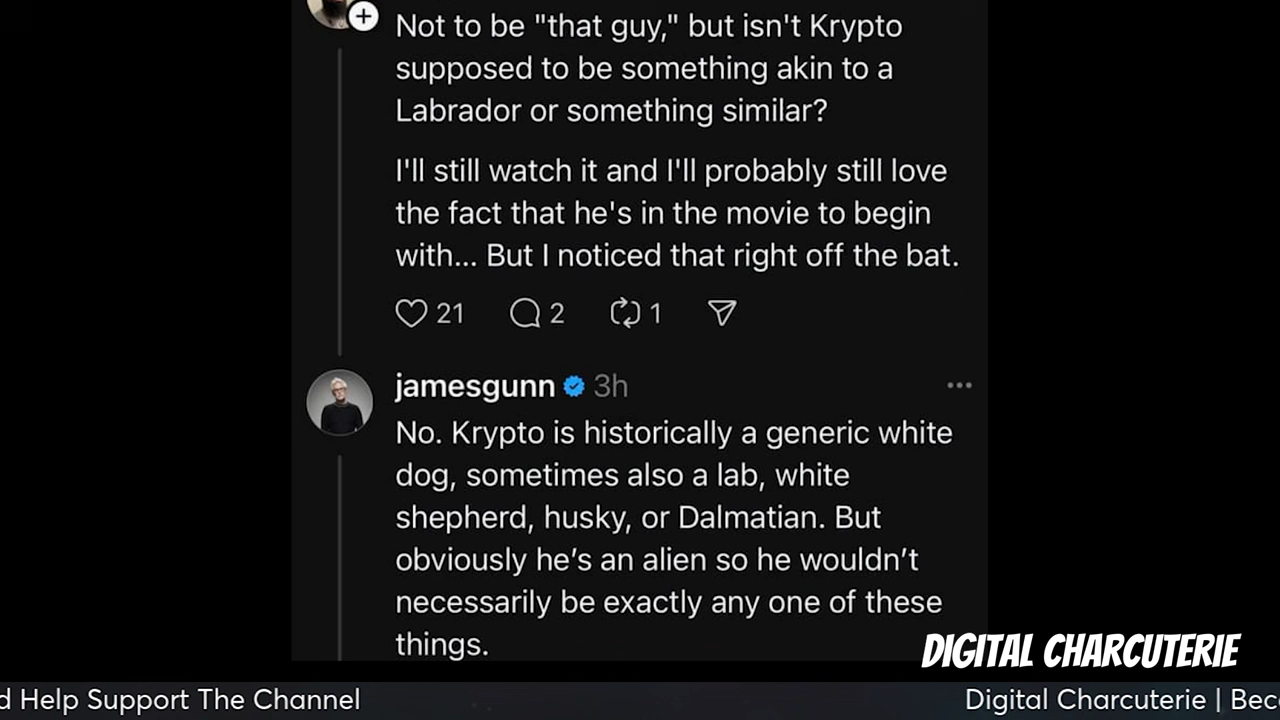 Not to be "that guy," but isn't Krypto
supposed to be something akin to a
Labrador or something similar?
I'll still watch it and I'll probably still love
the fact that he's in the movie to begin
with... But I noticed that right off the bat.
21 2 1
jamesgunn 3h
No. Krypto is historically a generic white
dog, sometimes also a lab, white
shepherd, husky, or Dalmatian. But
obviously he’s an alien so he wouldn’t
necessarily be exactly any one of these
things.
DIGITAL CHARCUTERIE
d Help Support The Channel
Digital Charcuterie | Bec